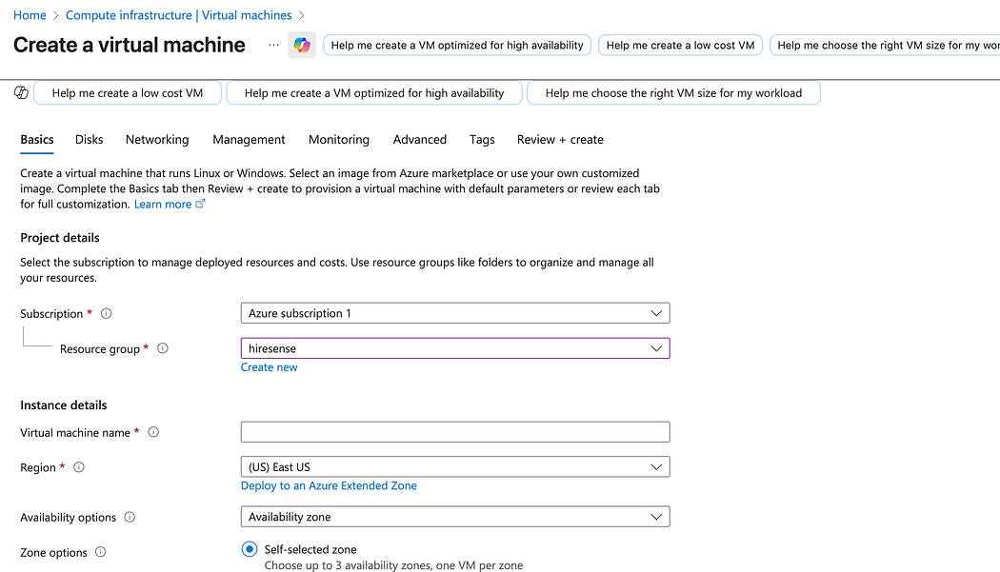 Home > Compute infrastructure | Virtual machines >
Create a virtual machine ... Help me create a VM optimized for high availability Help me create a low cost VM Help me choose the right VM size for my
Help me create a low cost VM Help me create a VM optimized for high availability Help me choose the right VM size for my workload
Basics Disks Networking Management Monitoring Advanced Tags Review + create
Create a virtual machine that runs Linux or Windows. Select an image from Azure marketplace or use your own customized
image. Complete the Basics tab then Review + create to provision a virtual machine with default parameters or review each tab
for full customization. Learn more
Project details
Select the subscription to manage deployed resources and costs. Use resource groups like folders to organize and manage all
your resources.
Subscription * Azure subscription 1
Resource group * hiresense
Create new
Instance details
Virtual machine name *
Region * (US) East US
Deploy to an Azure Extended Zone
Availability options Availability zone
Zone options Self-selected zone
Choose up to 3 availability zones, one VM per zone